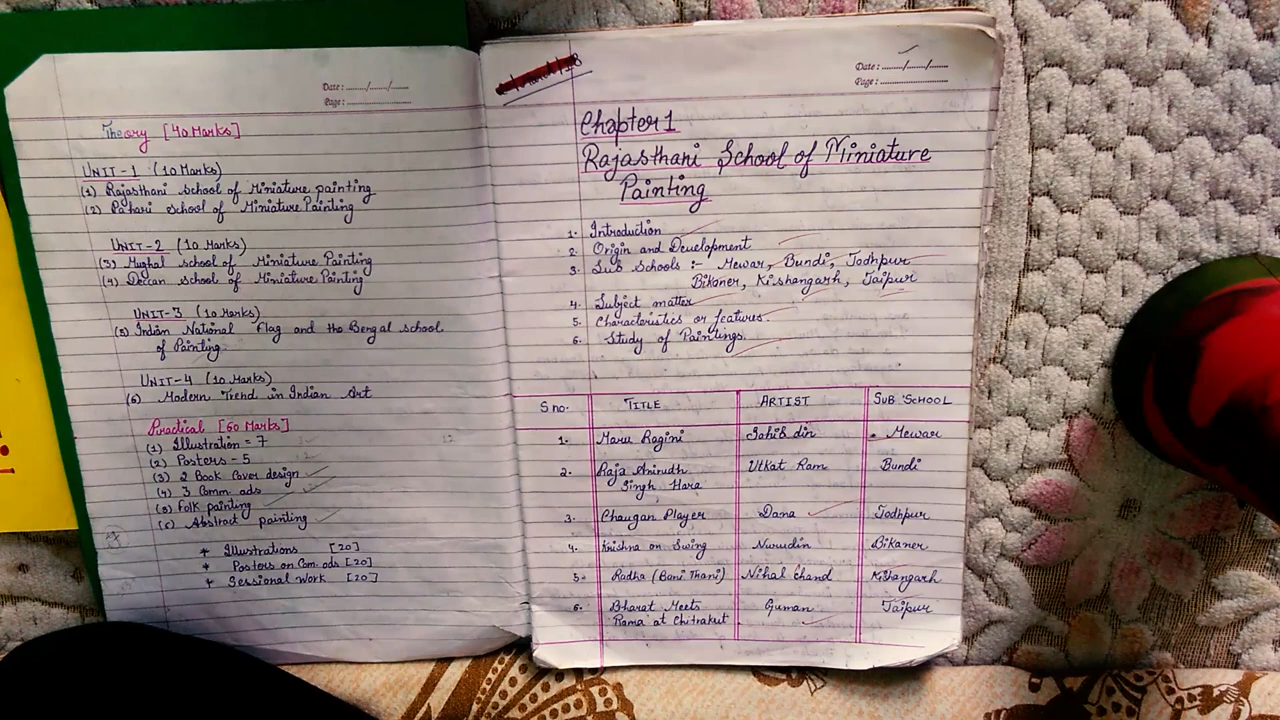 Date : ......../......../........
Page : ..............................
Theory [40 Marks]
UNIT-1 (10 Marks)
(1) Rajasthani School of Miniature painting
(2) Pahari School of Miniature Painting
UNIT-2 (10 Marks)
(3) Mughal school of Miniature Painting
(4) Deccan school of Miniature Painting
UNIT-3 (10 Marks)
(5) Indian National Flag and the Bengal school
of Painting.
UNIT-4 (10 Marks)
(6) Modern Trend in Indian Art
Practical [60 Marks]
(1) Illustration = 7
(2) Posters - 5
(3) 2 Book Cover design
(4) 3 Comm ads
(5) Folk painting
(6) Abstract painting
* Illustrations [20]
* Posters on Com. ads [20]
* Sessional Work [20]
Date : ......../......../........
Page : ..............................
Chapter 1
Rajasthani School of Miniature
Painting
1. Introduction
2. Origin and Development
3. Sub Schools :- Mewar, Bundi, Jodhpur
Bikaner, Kishangarh, Jaipur
4. Subject matter
5. Characteristics or features.
6. Study of Paintings.
S no. TITLE ARTIST SUB. SCHOOL
1. Maru Ragini Sahib din Mewar
2. Raja Anirudh Utkat Ram Bundi
Singh Hara
3. Chaugan Player Dana Jodhpur
4. Krishna on Swing Nurudin Bikaner
5. Radha (Bani Thani) Nihal Chand Kishangarh
6. Bharat Meets Guman Jaipur
Rama at Chitrakut